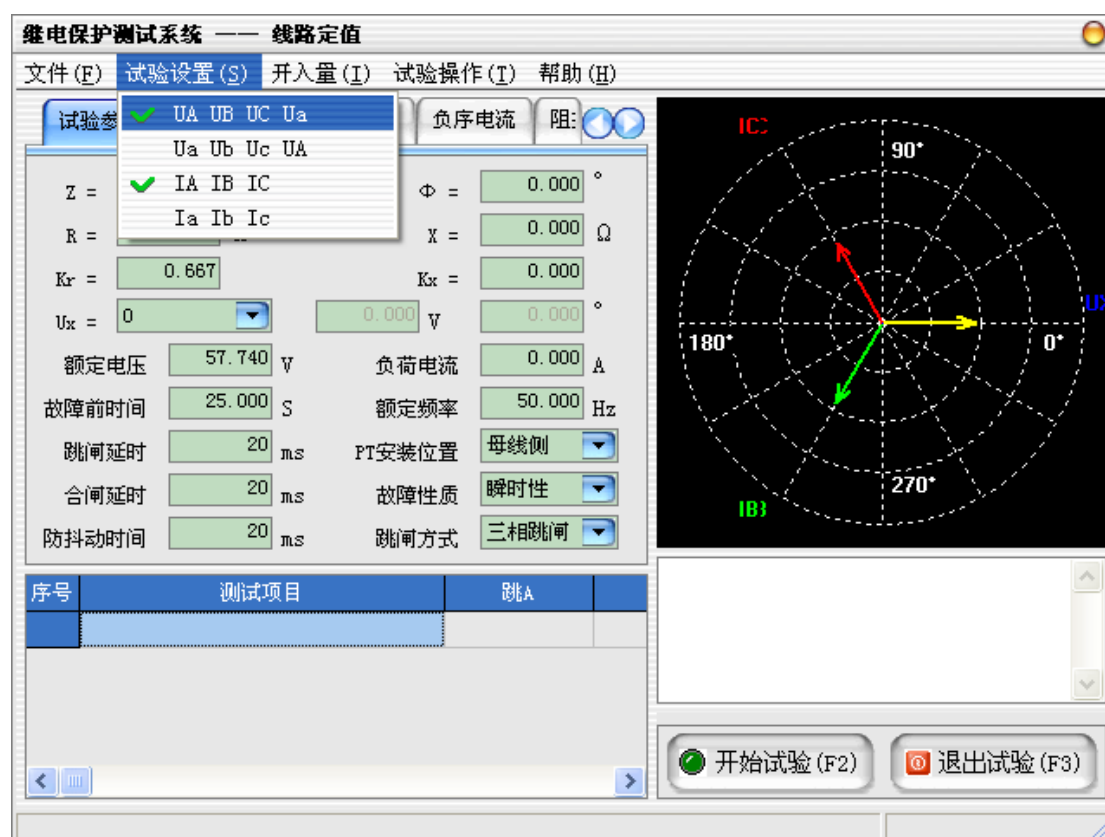 继电保护测试系统 —— 线路定值
文件(F) 试验设置(S) 开入量(I) 试验操作(T) 帮助(H)
试验参 负序电流 阻
UA UB UC Ua
Ua Ub Uc UA
IA IB IC
Ia Ib Ic
Z = Φ = 0.000 °
R = X = 0.000 Ω
Kr = 0.667 Kx = 0.000
Ux = 0 0.000 V 0.000 °
额定电压 57.740 V 负荷电流 0.000 A
故障前时间 25.000 S 额定频率 50.000 Hz
跳闸延时 20 ms PT安装位置 母线侧
合闸延时 20 ms 故障性质 瞬时性
防抖动时间 20 ms 跳闸方式 三相跳闸
IC
90°
UX
180° 0°
270°
IB
序号 测试项目 跳A
开始试验(F2) 退出试验(F3)